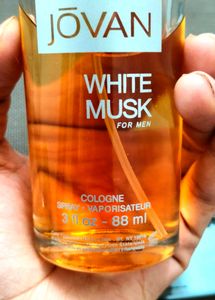 JŌVAN
WHITE
MUSK
FOR MEN
COLOGNE
SPRAY - VAPORISATEUR
3 fl oz - 88 ml